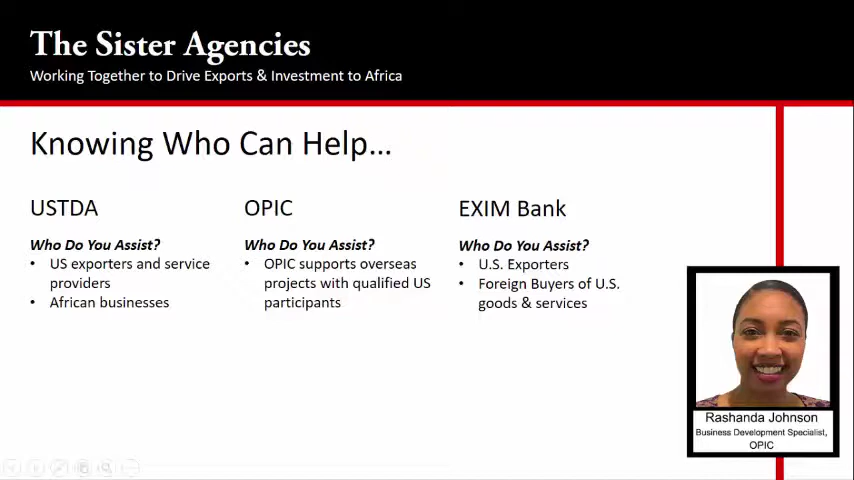 The Sister Agencies
Working Together to Drive Exports & Investment to Africa
Knowing Who Can Help...
USTDA
Who Do You Assist?
• US exporters and service
providers
• African businesses
OPIC
Who Do You Assist?
• OPIC supports overseas
projects with qualified US
participants
EXIM Bank
Who Do You Assist?
• U.S. Exporters
• Foreign Buyers of U.S.
goods & services
Rashanda Johnson
Business Development Specialist,
OPIC